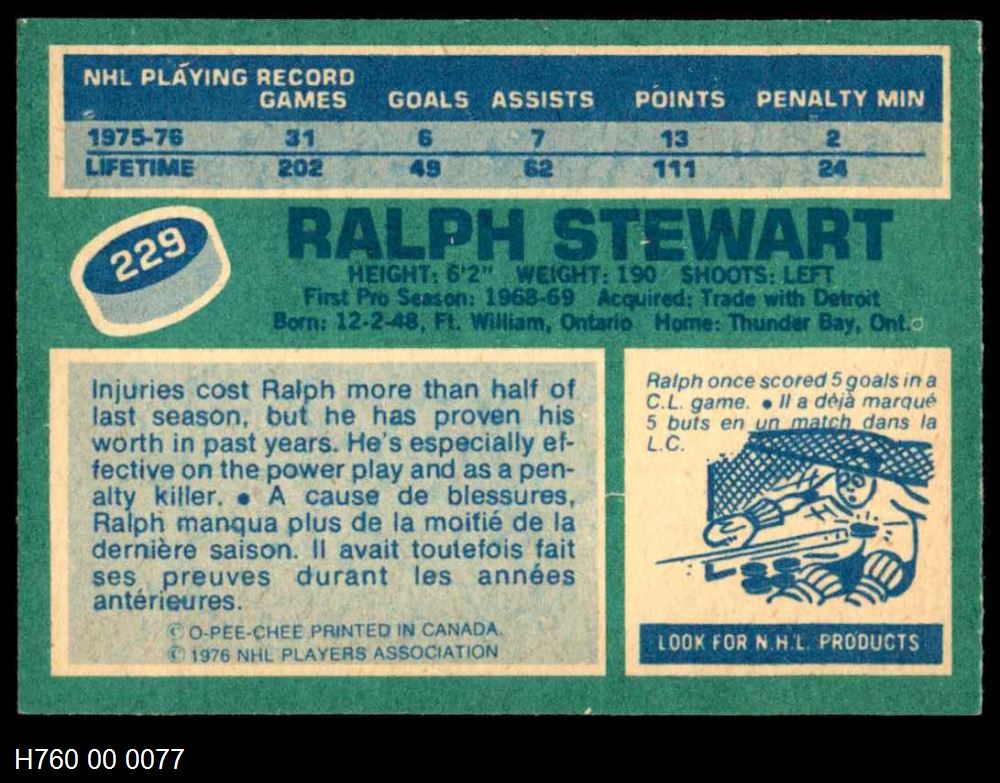 NHL PLAYING RECORD
GAMES GOALS ASSISTS POINTS PENALTY MIN
1975-76 31 6 7 13 2
LIFETIME 202 49 62 111 24
229
RALPH STEWART
HEIGHT: 6'2" WEIGHT: 190 SHOOTS: LEFT
First Pro Season: 1968-69 Acquired: Trade with Detroit
Born: 12-2-48, Ft. William, Ontario Home: Thunder Bay, Ont.
Injuries cost Ralph more than half of
last season, but he has proven his
worth in past years. He's especially ef-
fective on the power play and as a pen-
alty killer. ● A cause de blessures,
Ralph manqua plus de la moitié de la
dernière saison. Il avait toutefois fait
ses preuves durant les années
antérieures.
© O-PEE-CHEE PRINTED IN CANADA.
© 1976 NHL PLAYERS ASSOCIATION
Ralph once scored 5 goals in a
C.L. game. ● Il a déjà marqué
5 buts en un match dans la
L.C.
LOOK FOR N.H.L. PRODUCTS
H760 00 0077